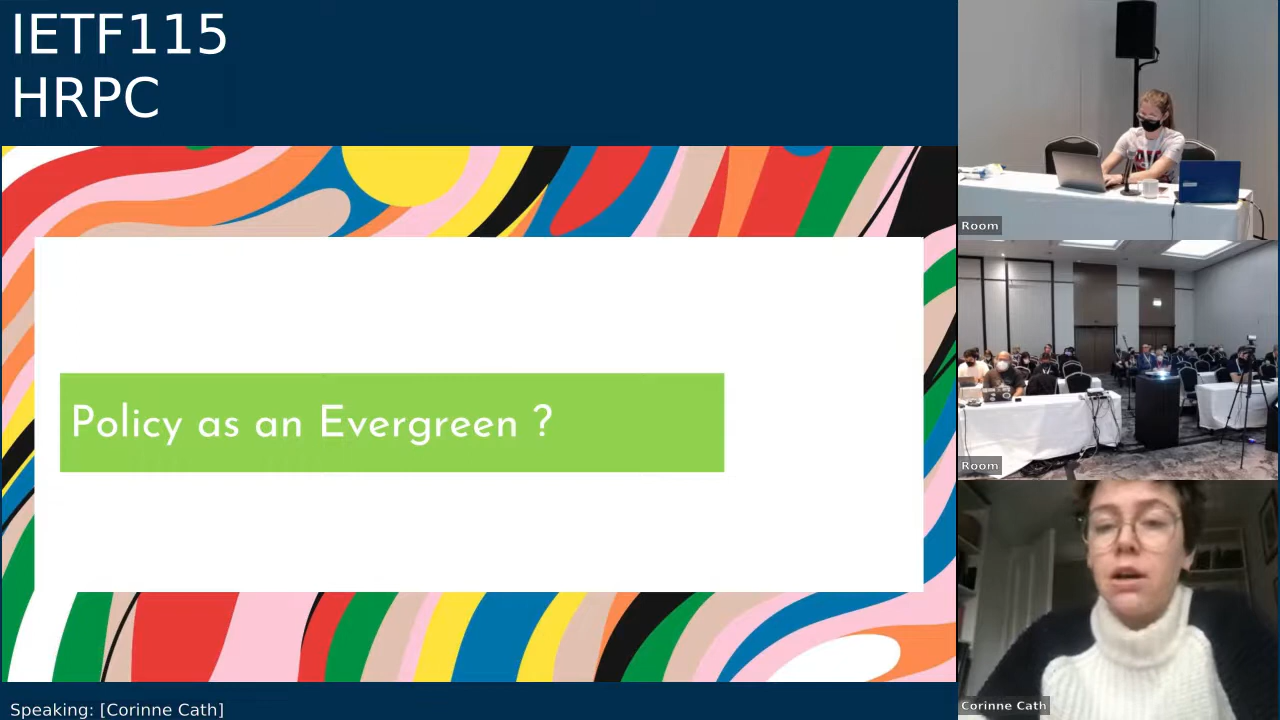 IETF115
HRPC
Policy as an Evergreen ?
Room
Room
Corinne Cath
Speaking: [Corinne Cath]